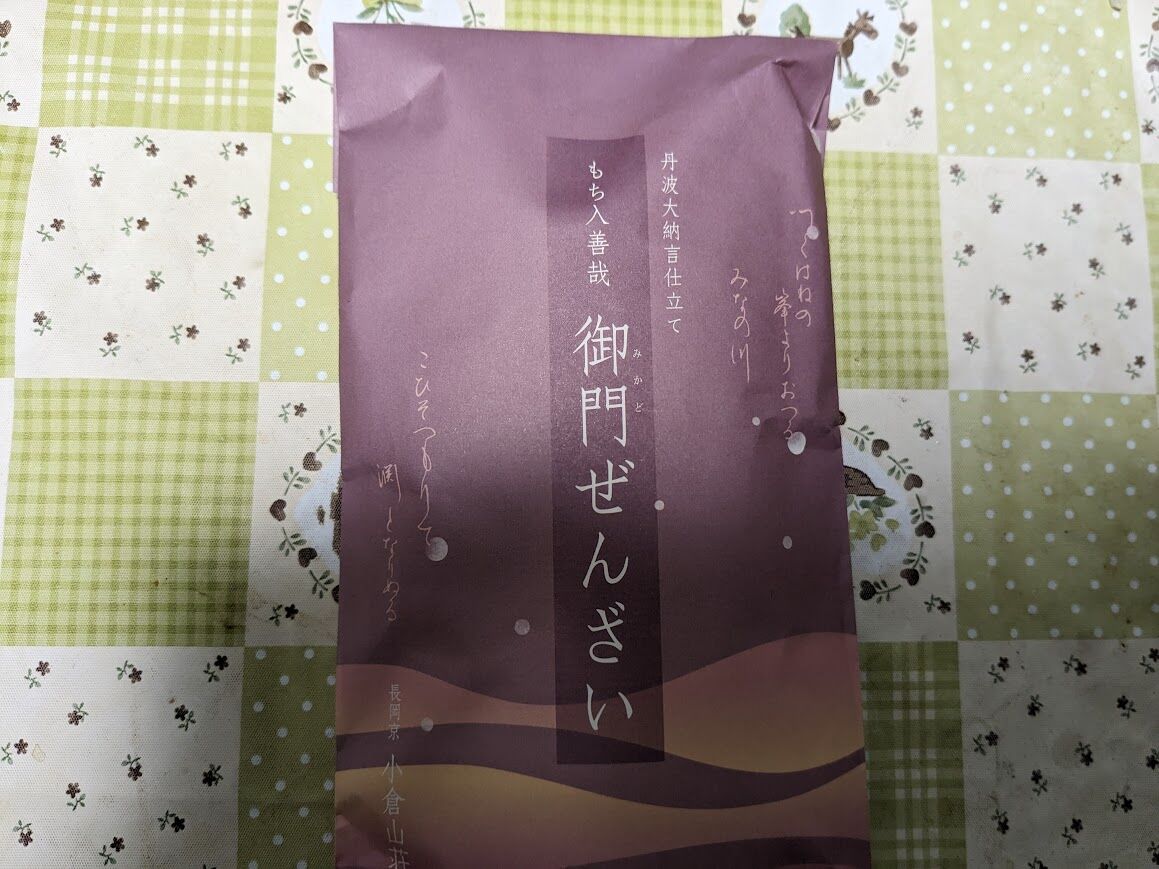 つくはねの
峯よりおつる
みなの川
丹波大納言仕立て
もち入善哉 御門ぜんざい
みかど
こひそつもりて
淵となりぬる
長岡京 小倉山荘